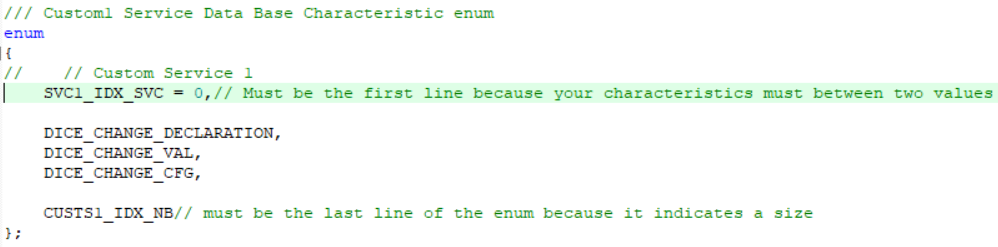 /// Custom1 Service Data Base Characteristic enum
enum
{
//    // Custom Service 1
    SVC1_IDX_SVC = 0,// Must be the first line because your characteristics must between two values
    DICE_CHANGE_DECLARATION,
    DICE_CHANGE_VAL,
    DICE_CHANGE_CFG,
    CUSTS1_IDX_NB// must be the last line of the enum because it indicates a size
};